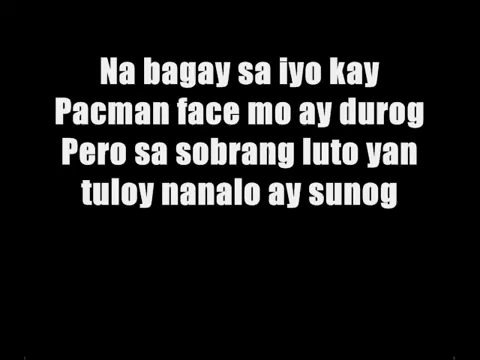 Na bagay sa iyo kay
Pacman face mo ay durog
Pero sa sobrang luto yan
tuloy nanalo ay sunog